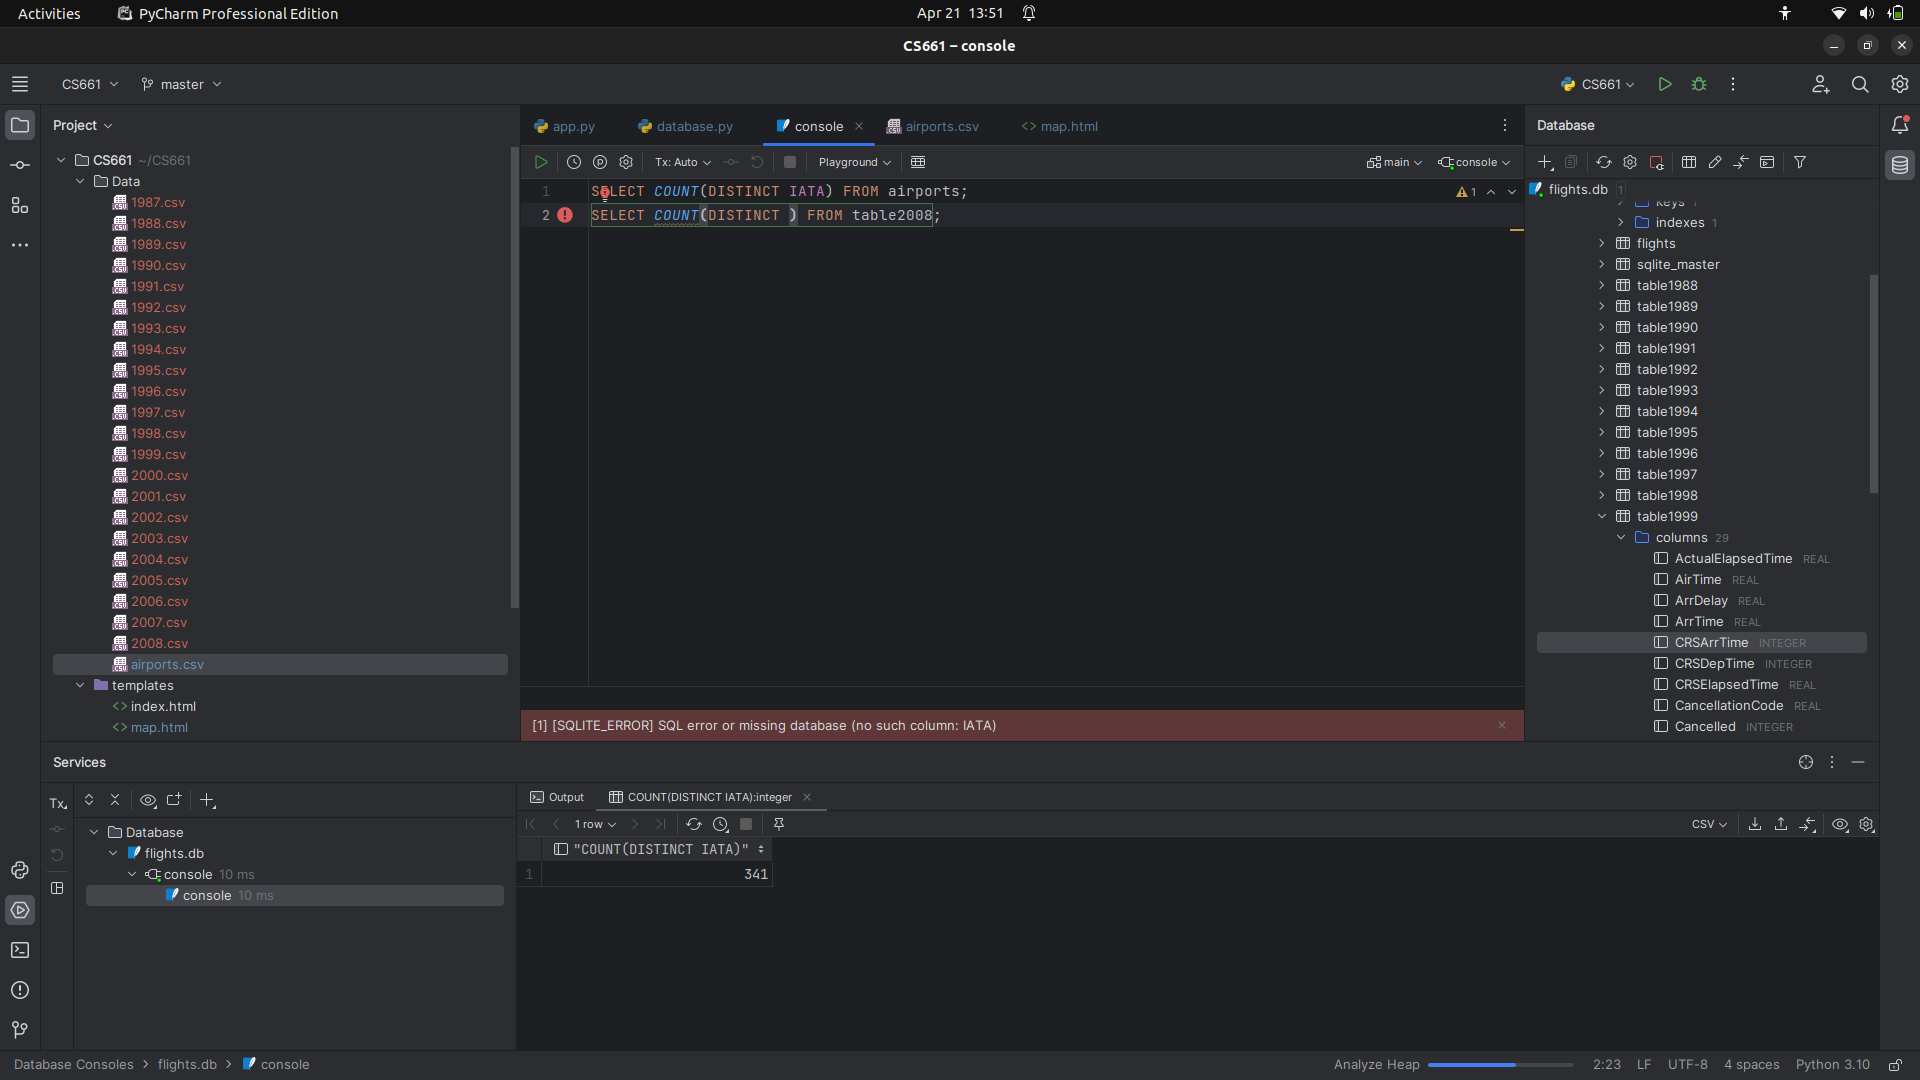 Activities
PyCharm Professional Edition
Apr 21 13:51
CS661 – console
CS661
master
CS661
Project
CS661 ~/CS661
Data
1987.csv
1988.csv
1989.csv
1990.csv
1991.csv
1992.csv
1993.csv
1994.csv
1995.csv
1996.csv
1997.csv
1998.csv
1999.csv
2000.csv
2001.csv
2002.csv
2003.csv
2004.csv
2005.csv
2006.csv
2007.csv
2008.csv
airports.csv
templates
index.html
map.html
app.py
database.py
console
airports.csv
map.html
Tx: Auto
Playground
main
console
1 SELECT COUNT(DISTINCT IATA) FROM airports;
1
2 SELECT COUNT(DISTINCT ) FROM table2008;
[1] [SQLITE_ERROR] SQL error or missing database (no such column: IATA)
Database
flights.db 1
keys 1
indexes 1
flights
sqlite_master
table1988
table1989
table1990
table1991
table1992
table1993
table1994
table1995
table1996
table1997
table1998
table1999
columns 29
ActualElapsedTime REAL
AirTime REAL
ArrDelay REAL
ArrTime REAL
CRSArrTime INTEGER
CRSDepTime INTEGER
CRSElapsedTime REAL
CancellationCode REAL
Cancelled INTEGER
Services
Tx
Database
flights.db
console 10 ms
console 10 ms
Output
COUNT(DISTINCT IATA):integer
1 row
CSV
"COUNT(DISTINCT IATA)"
1 341
Database Consoles > flights.db > console
Analyze Heap
2:23
LF
UTF-8
4 spaces
Python 3.10